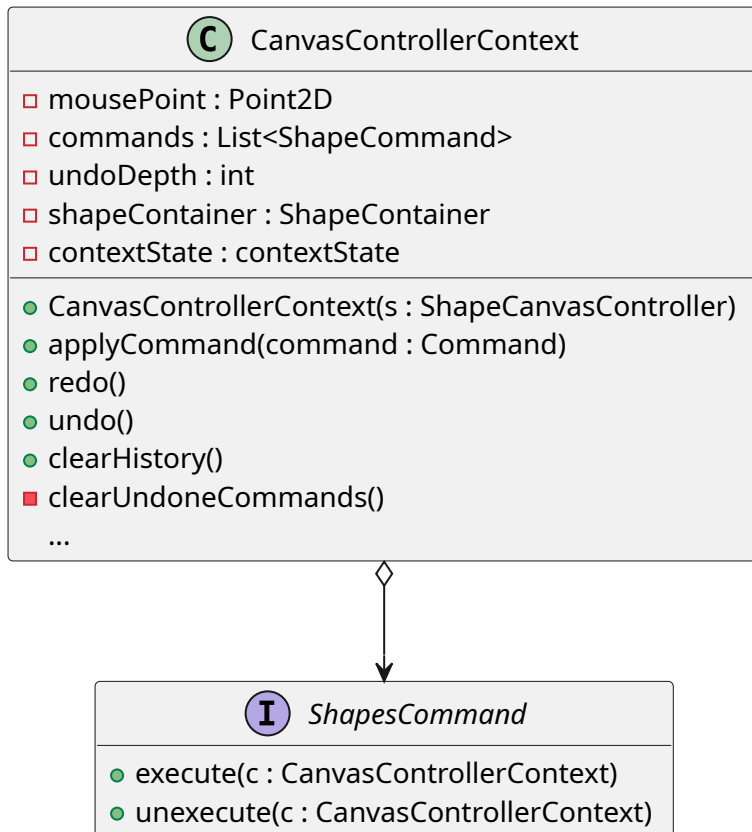 C CanvasControllerContext
mousePoint : Point2D
commands : List<ShapeCommand>
undoDepth : int
shapeContainer : ShapeContainer
contextState : contextState
CanvasControllerContext(s : ShapeCanvasController)
applyCommand(command : Command)
redo()
undo()
clearHistory()
clearUndoneCommands()
...
I ShapesCommand
execute(c : CanvasControllerContext)
unexecute(c : CanvasControllerContext)